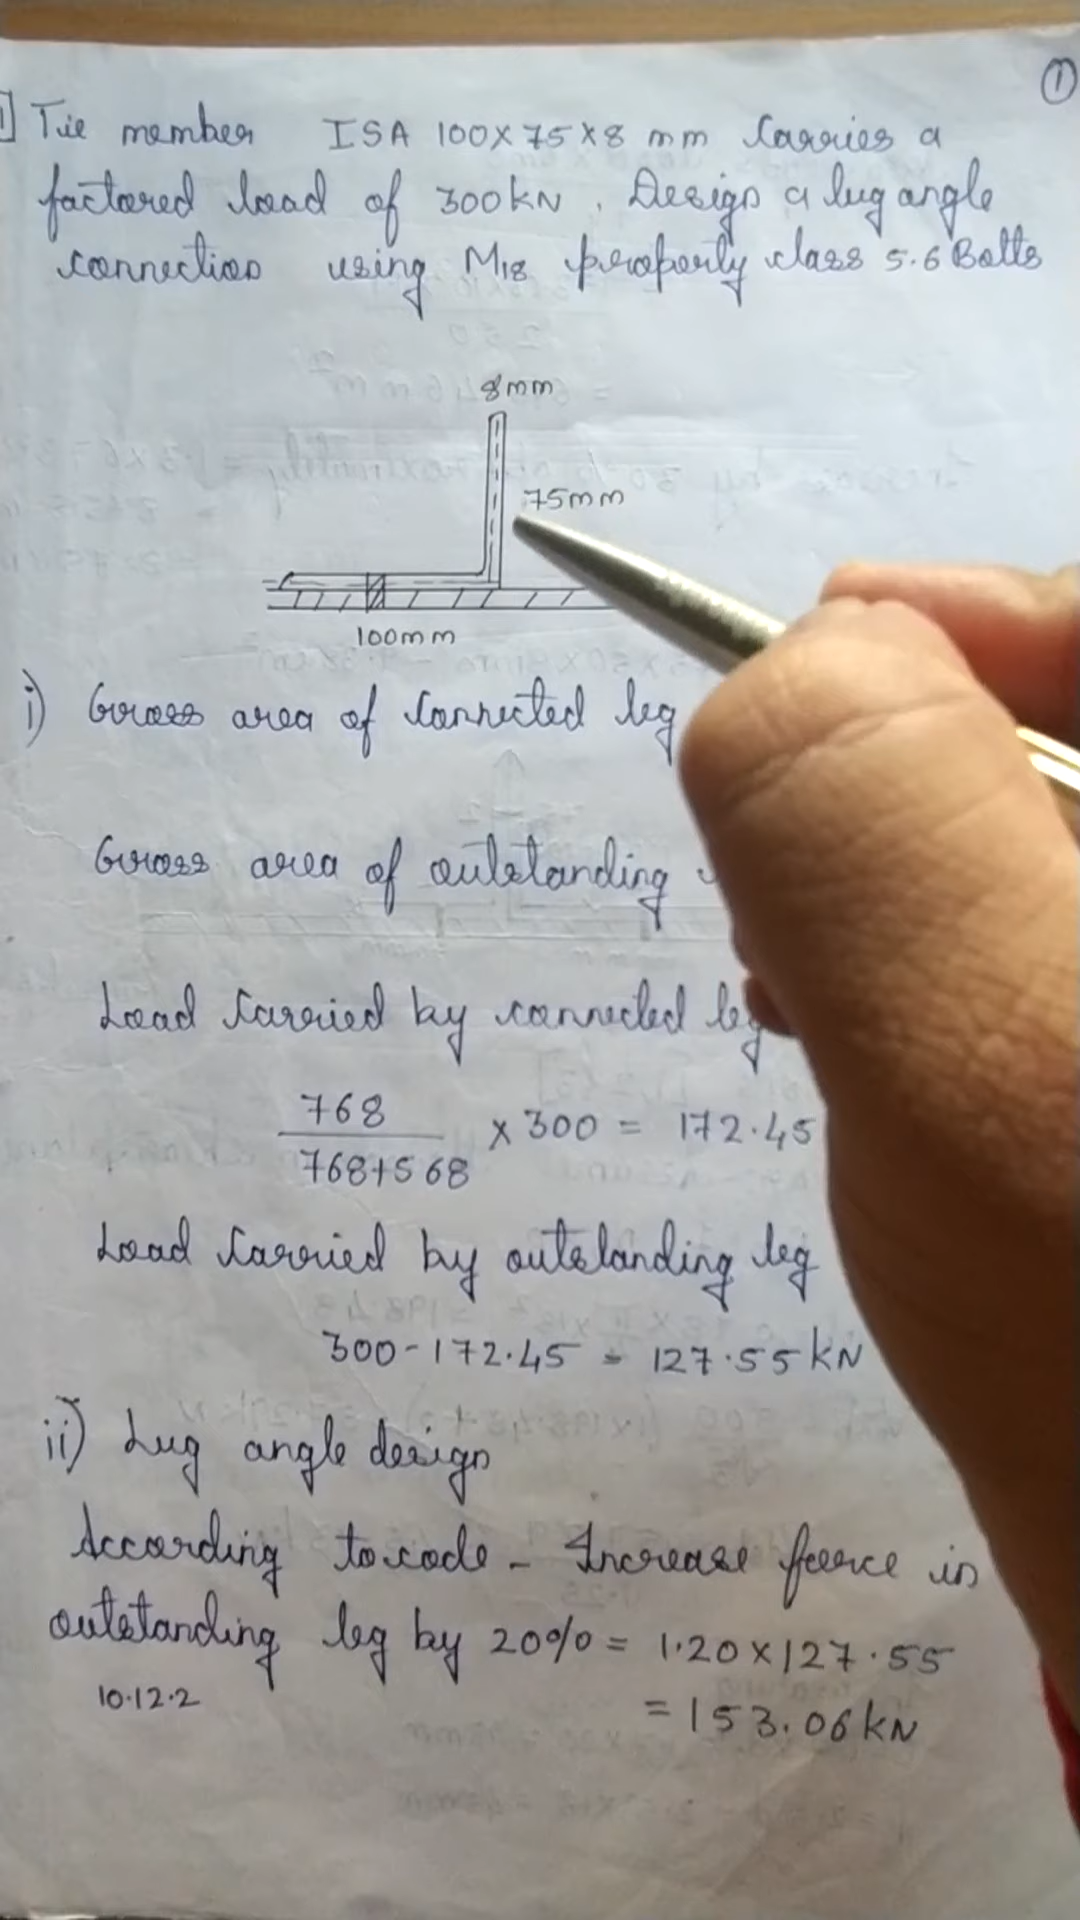 ①
1] Tie member ISA 100×75×8 mm Carries a
factored load of 300kN. Design a lug angle
connection using M18 property class 5.6 Bolts
8mm
75mm
100mm
i) Gross area of connected leg
Gross area of outstanding
Load carried by connected leg
768
768+568
× 300 = 172.45
Load carried by outstanding leg
300-172.45 = 127.55 kN
ii) Lug angle design
According to code - Increase force in
outstanding leg by 20% = 1.20×127.55
10.12.2
= 153.06 kN